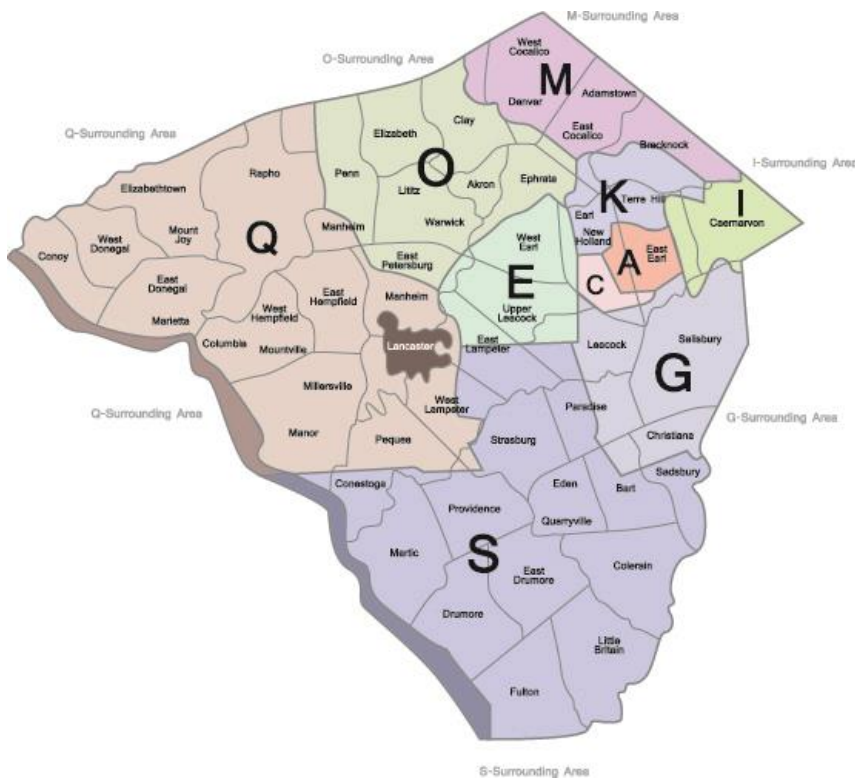 M-Surrounding Area
West
Cocalico
O-Surrounding Area
M
Denver
Adamstown
Clay
East
Cocalico
Elizabeth
Q-Surrounding Area
Brecknock
I-Surrounding Area
O
Rapho
Penn
Akron
Ephrata
Elizabethtown
Lititz
K
Terre Hill
I
Caernarvon
Earl
Warwick
Mount
Joy
Q
Manheim
New
Holland
West
Donegal
West
Earl
East
Earl
A
Conoy
East
Petersburg
East
Donegal
E
C
East
Hempfield
Manheim
West
Hempfield
Upper
Leacock
Marietta
Columbia
Mountville
Lancaster
East
Lampeter
Leacock
Salisbury
G
Millersville
West
Lampeter
Paradise
Q-Surrounding Area
G-Surrounding Area
Manor
Pequea
Strasburg
Christiana
Conestoga
Eden
Bart
Sadsbury
Providence
Quarryville
Martic
S
East
Drumore
Colerain
Drumore
Little
Britain
Fulton
S-Surrounding Area